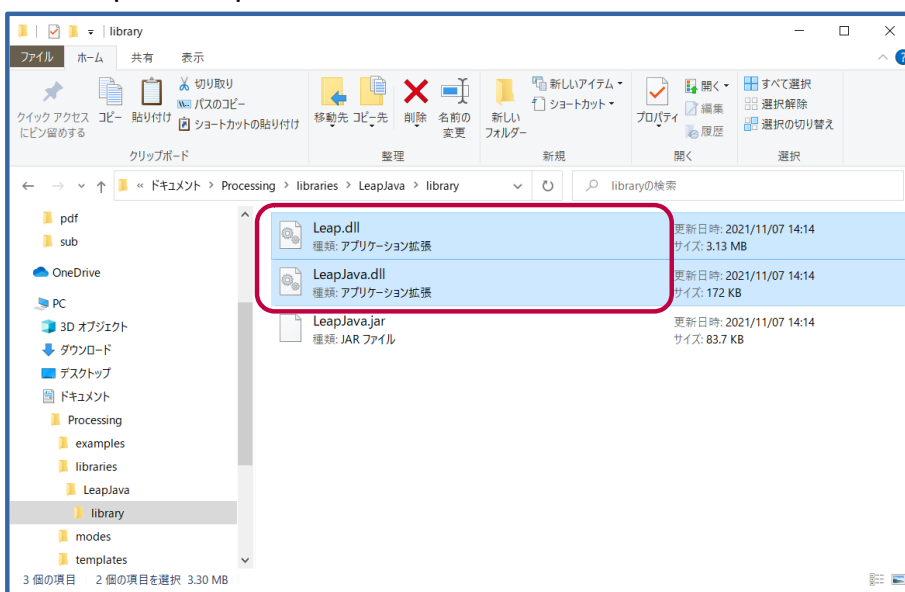 library
ファイル ホーム 共有 表示
クイック アクセスにピン留めする
コピー
貼り付け
切り取り
パスのコピー
ショートカットの貼り付け
クリップボード
移動先
コピー先
削除
名前の変更
整理
新しいフォルダー
新しいアイテム
ショートカット
新規
プロパティ
開く
編集
履歴
開く
すべて選択
選択解除
選択の切り替え
選択
« ドキュメント > Processing > libraries > LeapJava > library
libraryの検索
pdf
sub
OneDrive
PC
3D オブジェクト
ダウンロード
デスクトップ
ドキュメント
Processing
examples
libraries
LeapJava
library
modes
templates
Leap.dll
種類: アプリケーション拡張
更新日時: 2021/11/07 14:14
サイズ: 3.13 MB
LeapJava.dll
種類: アプリケーション拡張
更新日時: 2021/11/07 14:14
サイズ: 172 KB
LeapJava.jar
種類: JAR ファイル
更新日時: 2021/11/07 14:14
サイズ: 83.7 KB
3 個の項目 2 個の項目を選択 3.30 MB